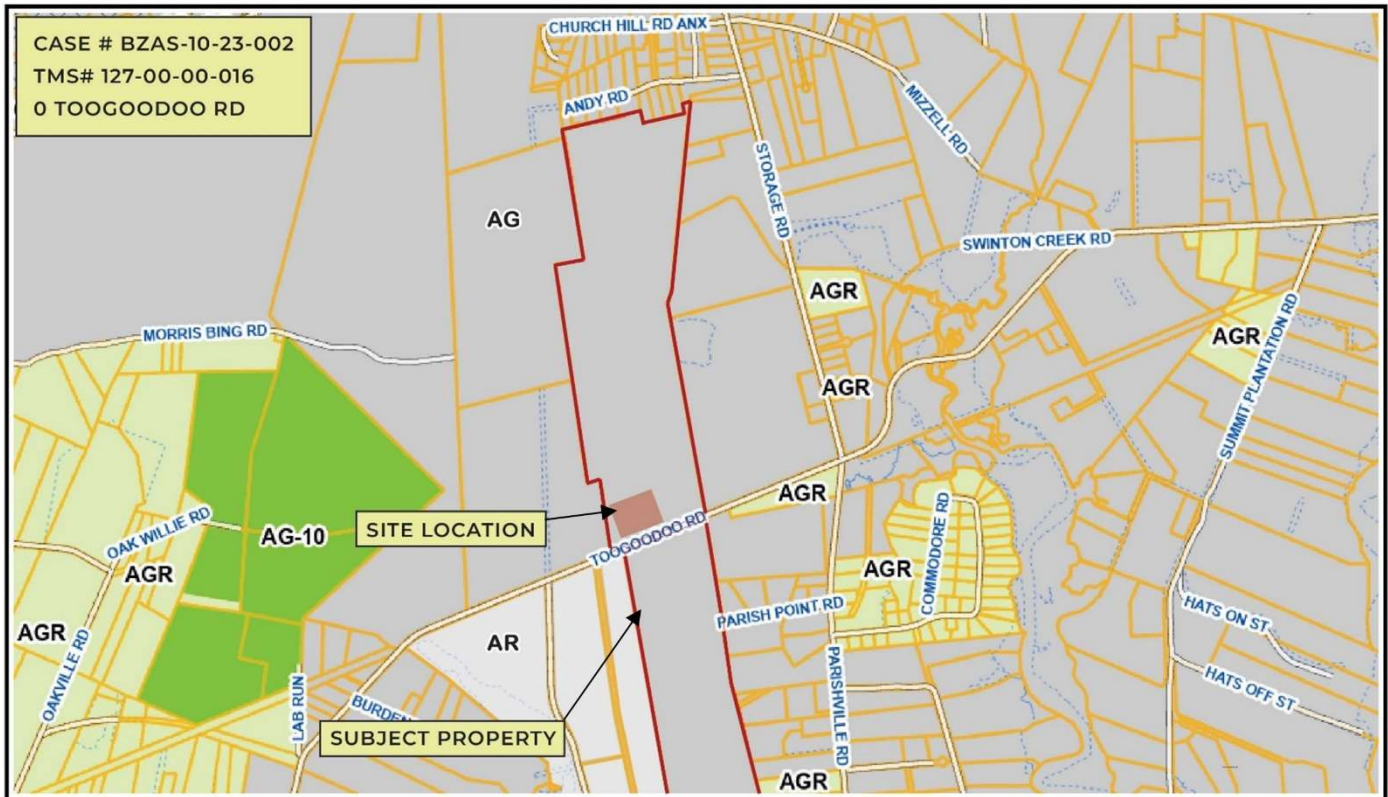 CASE # BZAS-10-23-002
TMS# 127-00-00-016
0 TOOGOODOO RD
CHURCH HILL RD ANX
ANDY RD
MIZZELL RD
STORAGE RD
AG
SWINTON CREEK RD
AGR
MORRIS BING RD
AGR
AGR
SUMMIT PLANTATION RD
AGR
SITE LOCATION
TOOGOODOO RD
OAK WILLIE RD
AG-10
AGR
AGR
COMMODORE RD
PARISH POINT RD
HATS ON ST
AGR
OAKVILLE RD
AR
LAB RUN
BURDEN
SUBJECT PROPERTY
PARISHVILLE RD
HATS OFF ST
AGR